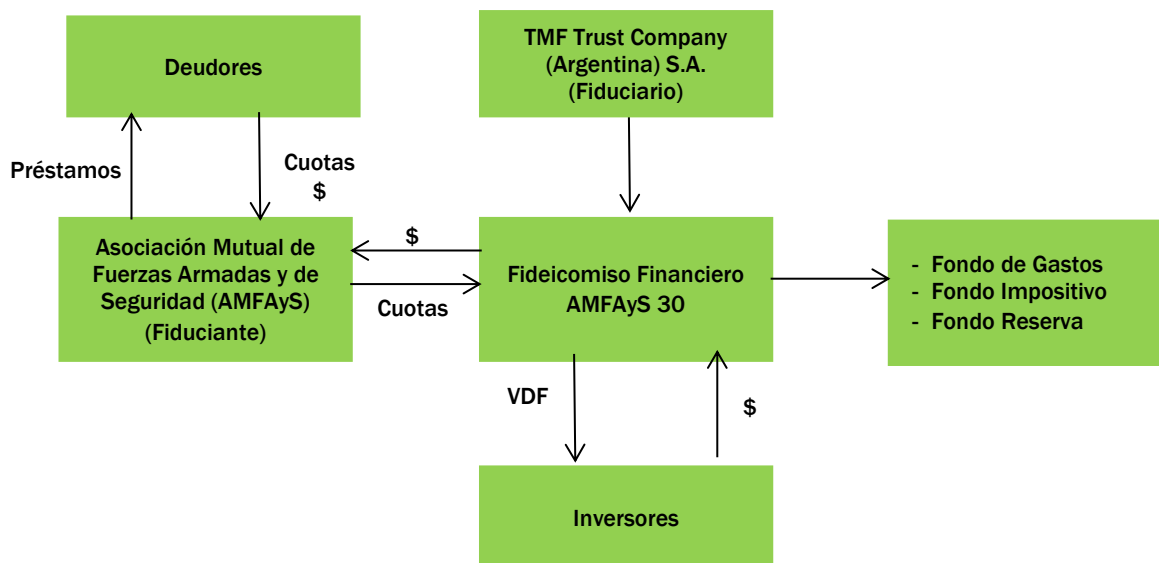 Deudores
TMF Trust Company
(Argentina) S.A.
(Fiduciario)
Préstamos
Cuotas
$
Asociación Mutual de
Fuerzas Armadas y de
Seguridad (AMFAyS)
(Fiduciante)
$
Cuotas
Fideicomiso Financiero
AMFAyS 30
- Fondo de Gastos
- Fondo Impositivo
- Fondo Reserva
VDF
$
Inversores